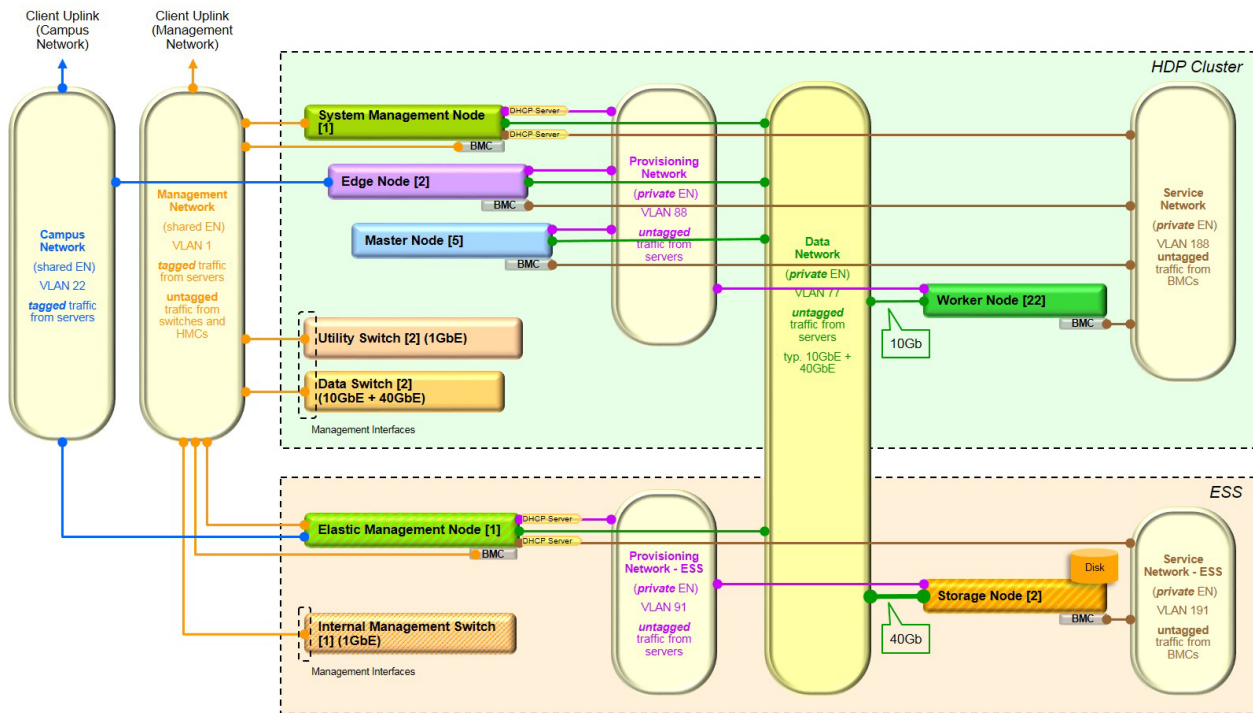 Client Uplink
(Campus
Network)
Client Uplink
(Management
Network)
HDP Cluster
System Management Node
[1]
DHCP Server
DHCP Server
BMC
Edge Node [2]
BMC
Master Node [5]
BMC
Campus
Network
(shared EN)
VLAN 22
tagged traffic
from servers
Management
Network
(shared EN)
VLAN 1
tagged traffic
from servers
untagged
traffic from
switches and
HMCs
Provisioning
Network
(private EN)
VLAN 88
untagged
traffic from
servers
Data
Network
(private EN)
VLAN 77
untagged
traffic from
servers
typ. 10GbE +
40GbE
Worker Node [22]
BMC
10Gb
Service
Network
(private EN)
VLAN 188
untagged
traffic from
BMCs
Utility Switch [2] (1GbE)
Data Switch [2]
(10GbE + 40GbE)
Management Interfaces
ESS
Elastic Management Node [1]
DHCP Server
DHCP Server
BMC
Internal Management Switch
[1] (1GbE)
Management Interfaces
Provisioning
Network - ESS
(private EN)
VLAN 91
untagged
traffic from
servers
Disk
Storage Node [2]
BMC
40Gb
Service
Network - ESS
(private EN)
VLAN 191
untagged
traffic from
BMCs